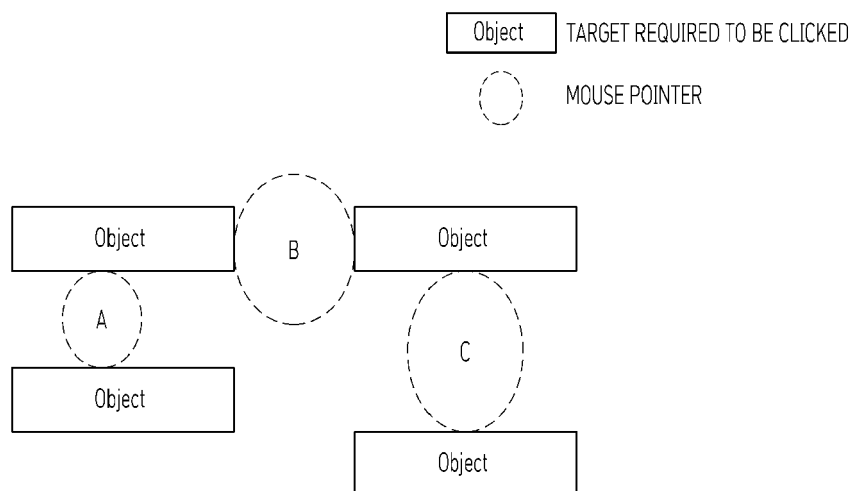 Object TARGET REQUIRED TO BE CLICKED
MOUSE POINTER
Object B Object
A
C
Object
Object